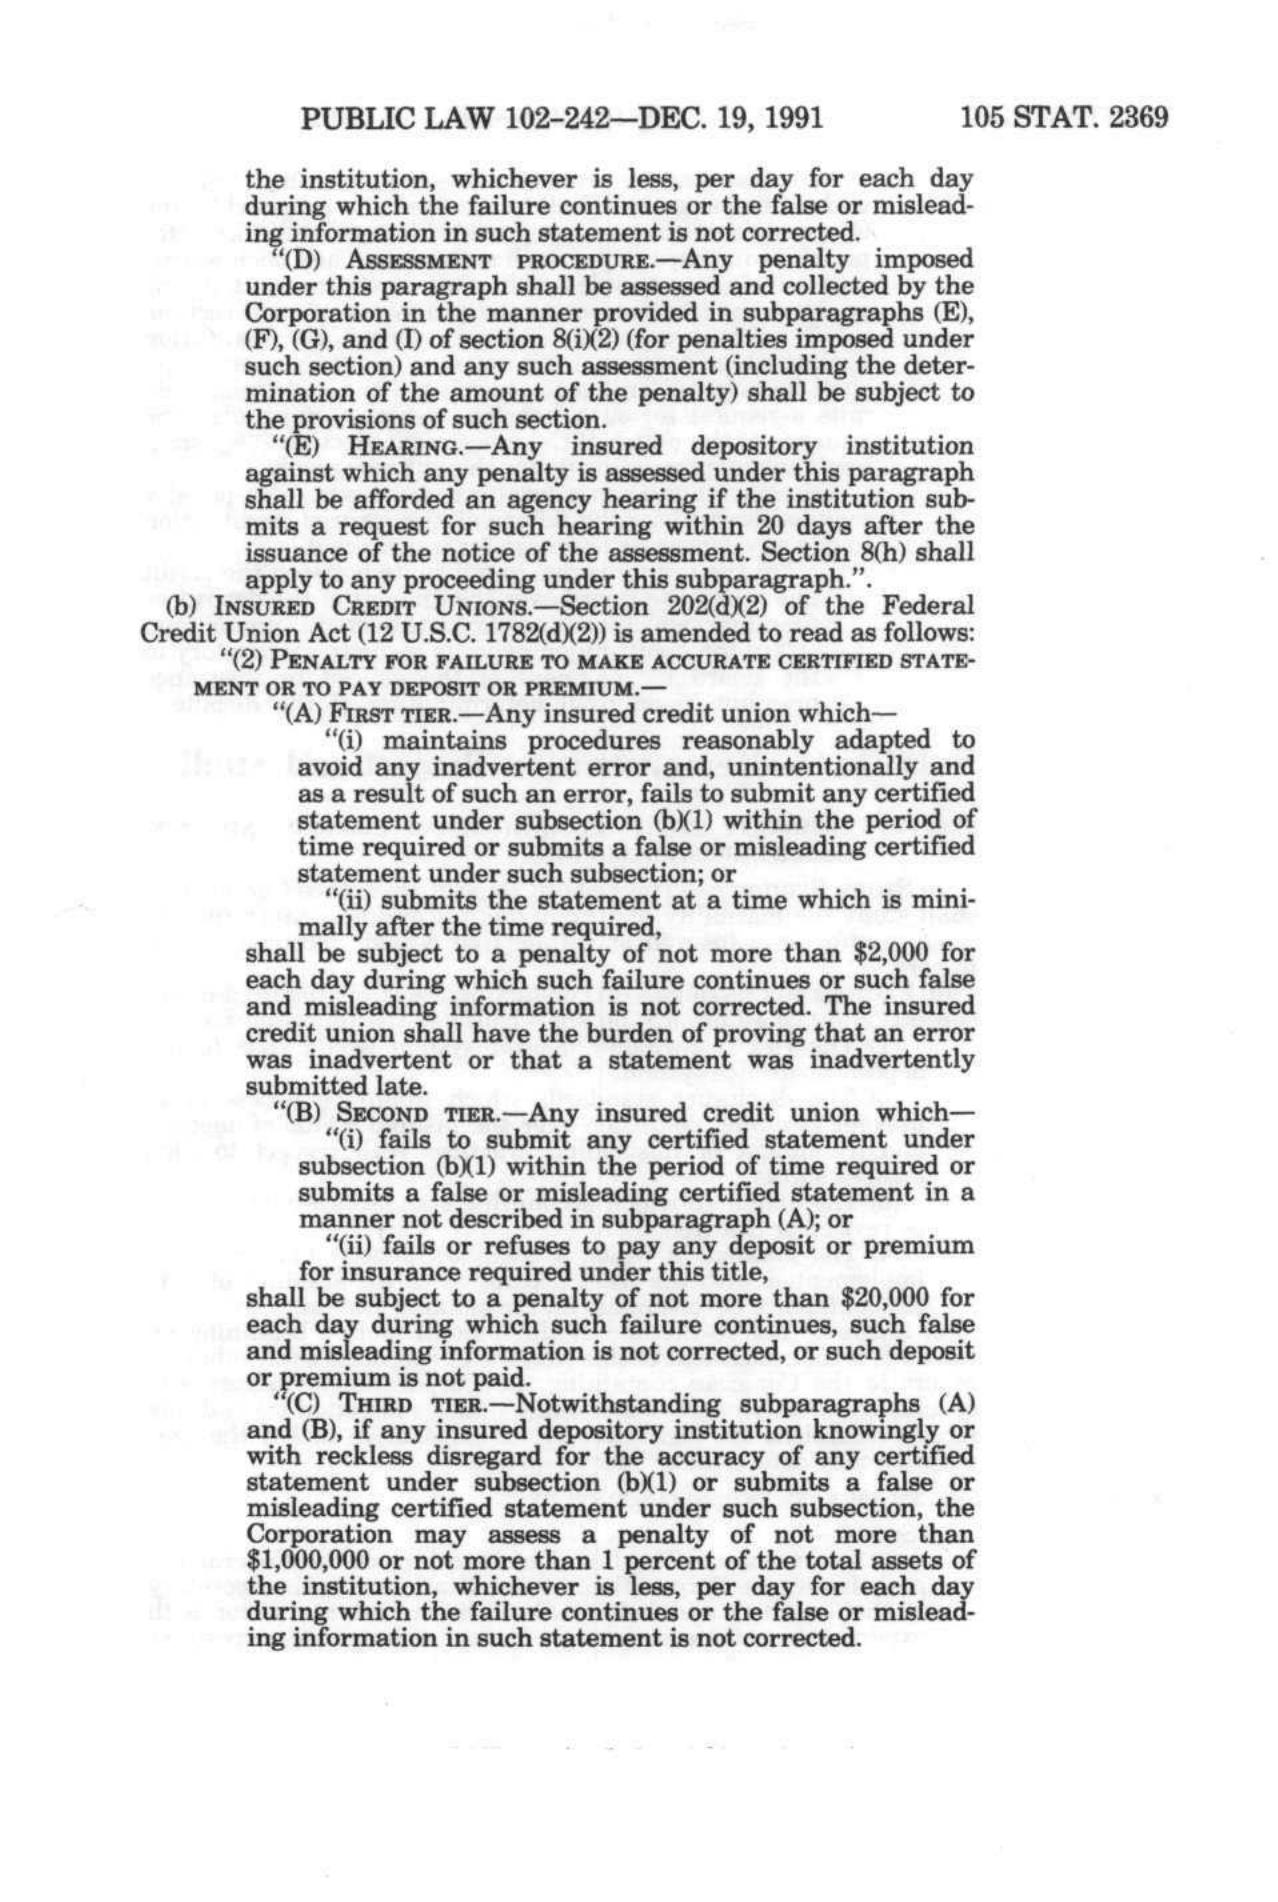 PUBLIC LAW 102–242—DEC. 19, 1991 105 STAT. 2369
the institution, whichever is less, per day for each day
during which the failure continues or the false or mislead-
ing information in such statement is not corrected.
“(D) ASSESSMENT PROCEDURE.—Any penalty imposed
under this paragraph shall be assessed and collected by the
Corporation in the manner provided in subparagraphs (E),
(F), (G), and (I) of section 8(i)(2) (for penalties imposed under
such section) and any such assessment (including the deter-
mination of the amount of the penalty) shall be subject to
the provisions of such section.
“(E) HEARING.—Any insured depository institution
against which any penalty is assessed under this paragraph
shall be afforded an agency hearing if the institution sub-
mits a request for such hearing within 20 days after the
issuance of the notice of the assessment. Section 8(h) shall
apply to any proceeding under this subparagraph.”.
(b) INSURED CREDIT UNIONS.—Section 202(d)(2) of the Federal
Credit Union Act (12 U.S.C. 1782(d)(2)) is amended to read as follows:
“(2) PENALTY FOR FAILURE TO MAKE ACCURATE CERTIFIED STATE-
MENT OR TO PAY DEPOSIT OR PREMIUM.—
“(A) FIRST TIER.—Any insured credit union which—
“(i) maintains procedures reasonably adapted to
avoid any inadvertent error and, unintentionally and
as a result of such an error, fails to submit any certified
statement under subsection (b)(1) within the period of
time required or submits a false or misleading certified
statement under such subsection; or
“(ii) submits the statement at a time which is mini-
mally after the time required,
shall be subject to a penalty of not more than $2,000 for
each day during which such failure continues or such false
and misleading information is not corrected. The insured
credit union shall have the burden of proving that an error
was inadvertent or that a statement was inadvertently
submitted late.
“(B) SECOND TIER.—Any insured credit union which—
“(i) fails to submit any certified statement under
subsection (b)(1) within the period of time required or
submits a false or misleading certified statement in a
manner not described in subparagraph (A); or
“(ii) fails or refuses to pay any deposit or premium
for insurance required under this title,
shall be subject to a penalty of not more than $20,000 for
each day during which such failure continues, such false
and misleading information is not corrected, or such deposit
or premium is not paid.
“(C) THIRD TIER.—Notwithstanding subparagraphs (A)
and (B), if any insured depository institution knowingly or
with reckless disregard for the accuracy of any certified
statement under subsection (b)(1) or submits a false or
misleading certified statement under such subsection, the
Corporation may assess a penalty of not more than
$1,000,000 or not more than 1 percent of the total assets of
the institution, whichever is less, per day for each day
during which the failure continues or the false or mislead-
ing information in such statement is not corrected.